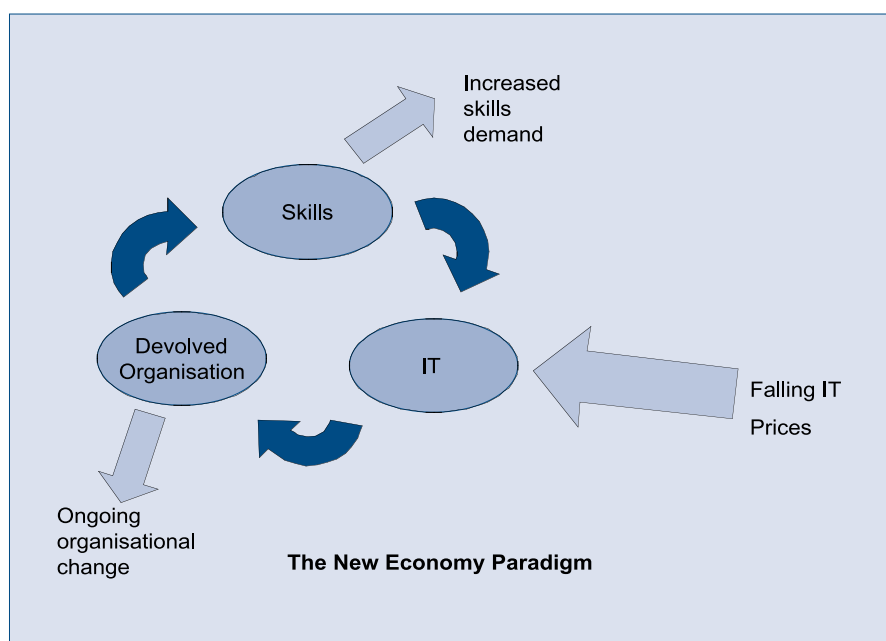 Increased
skills
demand
Skills
Devolved
Organisation
IT
Falling IT
Prices
Ongoing
organisational
change
The New Economy Paradigm